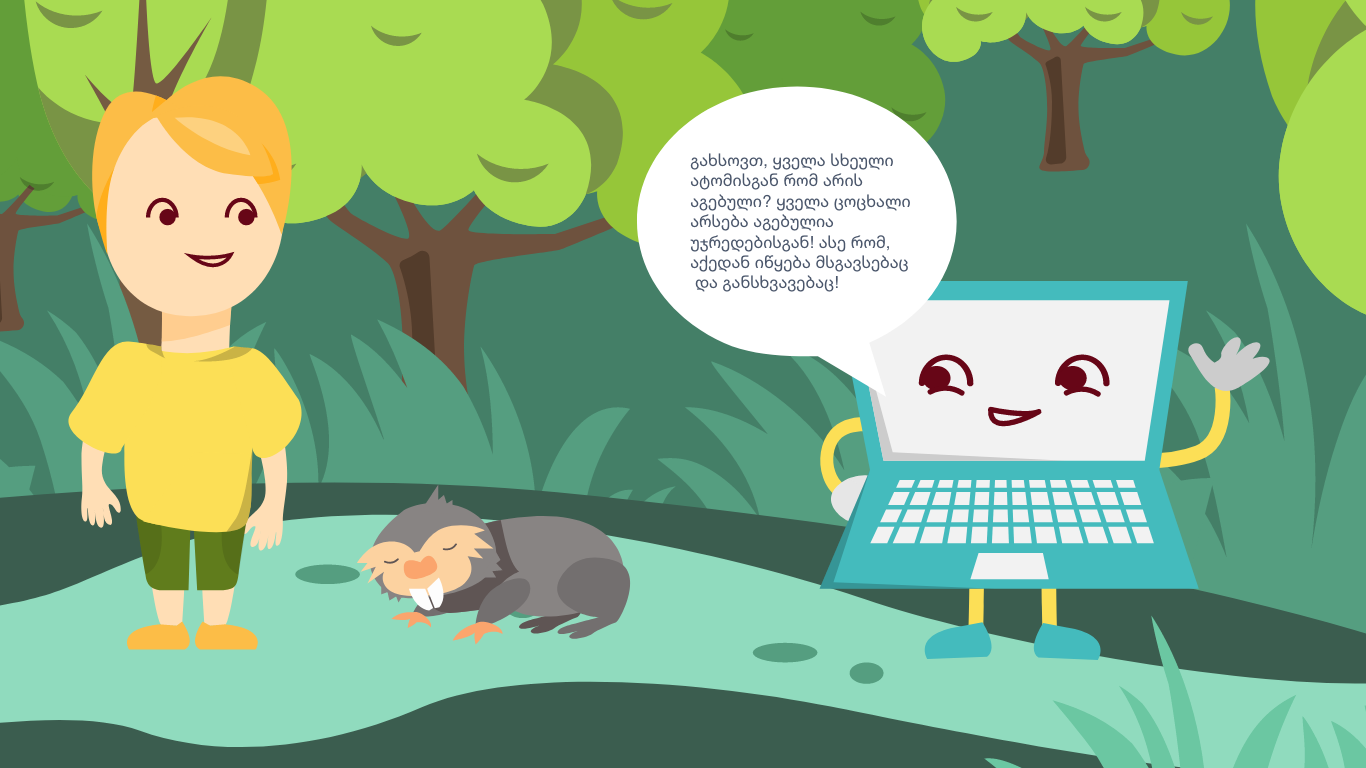 გახსოვთ, ყველა სხეული
ატომისგან რომ არის
აგებული? ყველა ცოცხალი
არსება აგებულია
უჯრედებისგან! ასე რომ,
აქედან იწყება მსგავსებაც
და განსხვავებაც!